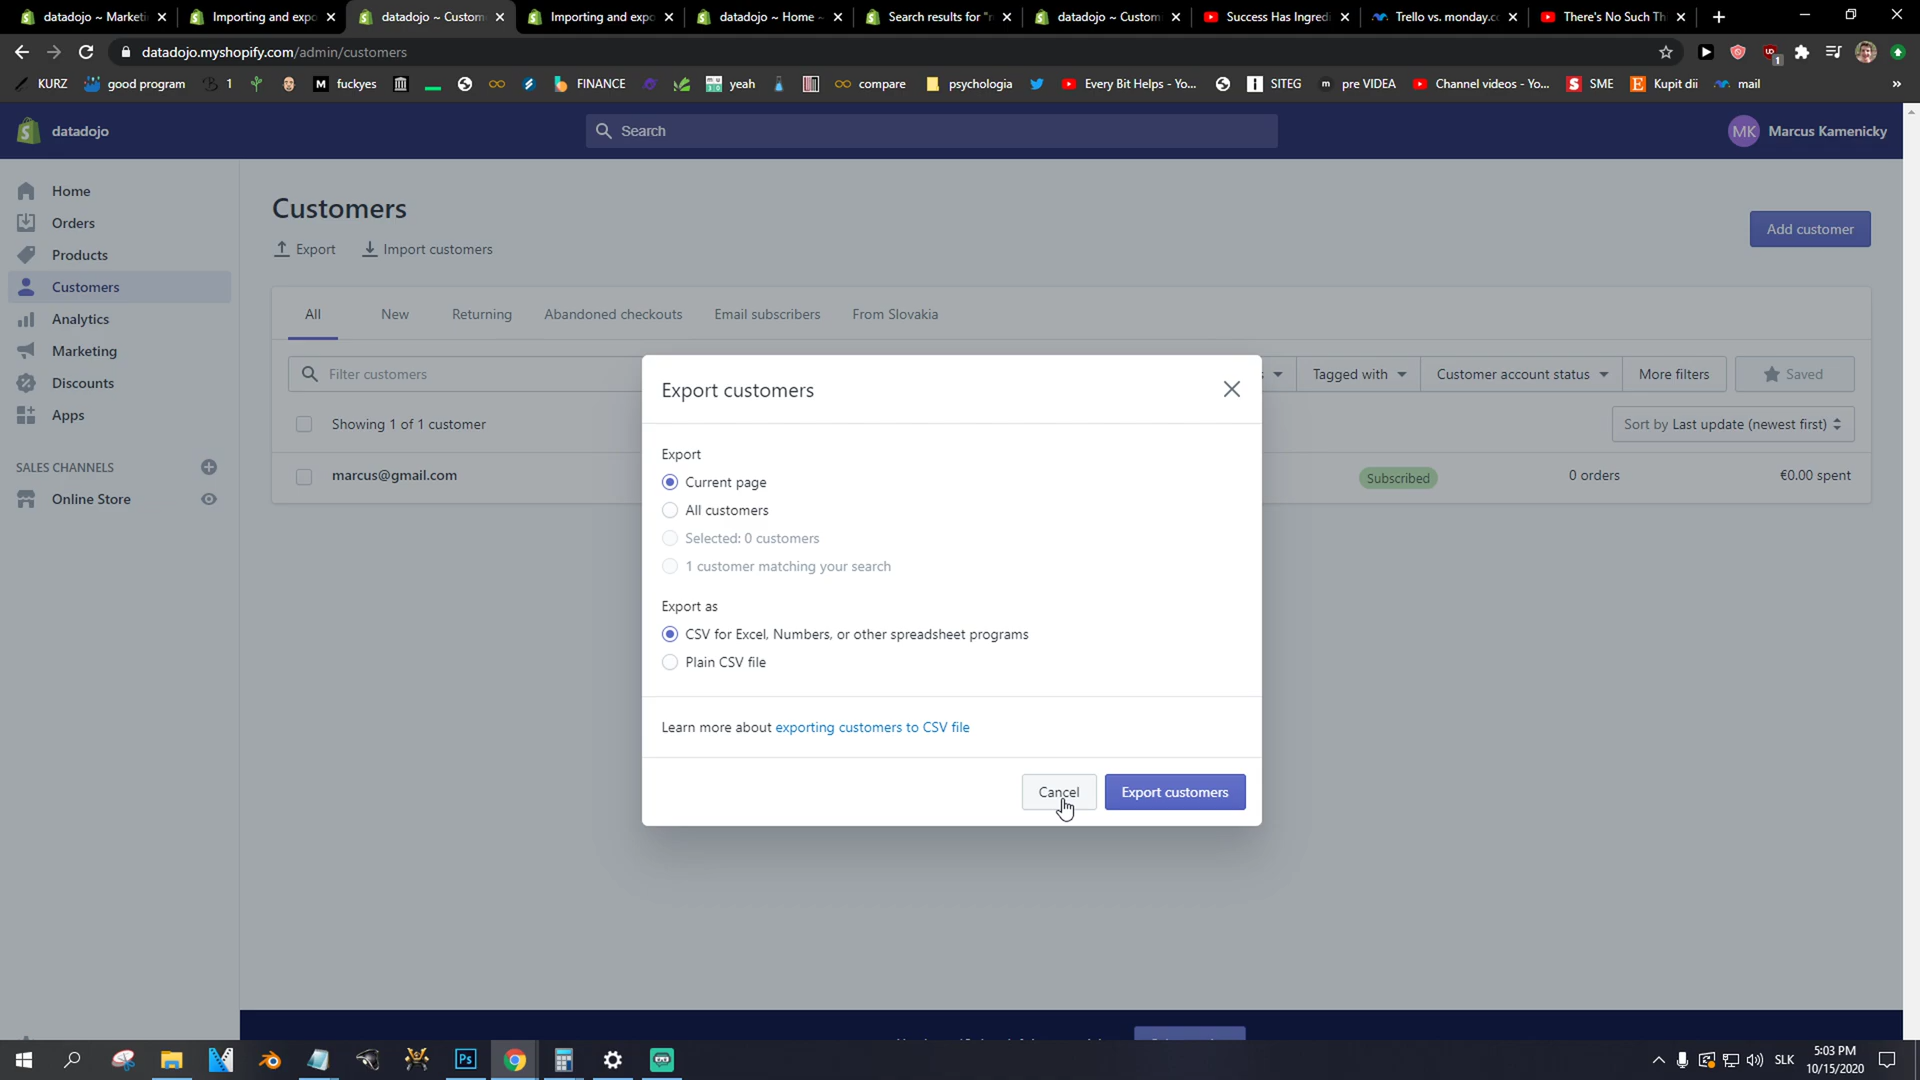 datadojo ~ Marketi
Importing and expo
datadojo ~ Custom
Importing and expo
datadojo ~ Home ~
Search results for "r
datadojo ~ Custom
Success Has Ingredi
Trello vs. monday.c
There's No Such Th
datadojo.myshopify.com/admin/customers
1
KURZ
good program
1
M fuckyes
FINANCE
yeah
compare
psychologia
Every Bit Helps - Yo...
SITEG
pre VIDEA
Channel videos - Yo...
SME
Kupit dii
mail
»
datadojo
Search
MK
Marcus Kamenicky
Home
Orders
Products
Customers
Analytics
Marketing
Discounts
Apps
SALES CHANNELS
Online Store
Customers
Export
Import customers
Add customer
All
New
Returning
Abandoned checkouts
Email subscribers
From Slovakia
Filter customers
Tagged with
Customer account status
More filters
Saved
Showing 1 of 1 customer
Sort by Last update (newest first)
marcus@gmail.com
Subscribed
0 orders
€0.00 spent
Export customers
Export
Current page
All customers
Selected: 0 customers
1 customer matching your search
Export as
CSV for Excel, Numbers, or other spreadsheet programs
Plain CSV file
Learn more about exporting customers to CSV file
Cancel
Export customers
Ps
SLK
5:03 PM
10/15/2020